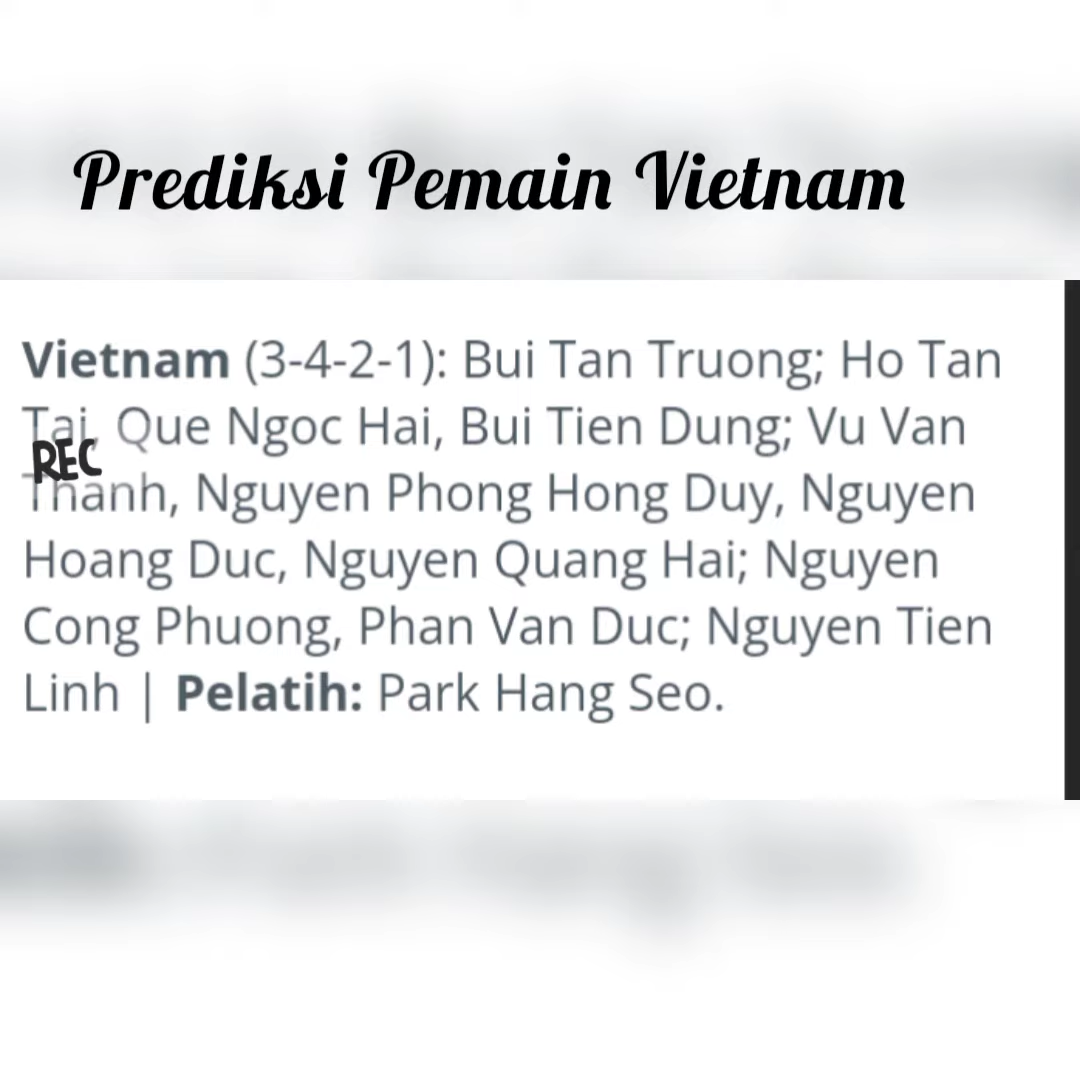 Prediksi Pemain Vietnam
Vietnam (3-4-2-1): Bui Tan Truong; Ho Tan
Tai, Que Ngoc Hai, Bui Tien Dung; Vu Van
REC
Thanh, Nguyen Phong Hong Duy, Nguyen
Hoang Duc, Nguyen Quang Hai; Nguyen
Cong Phuong, Phan Van Duc; Nguyen Tien
Linh | Pelatih: Park Hang Seo.